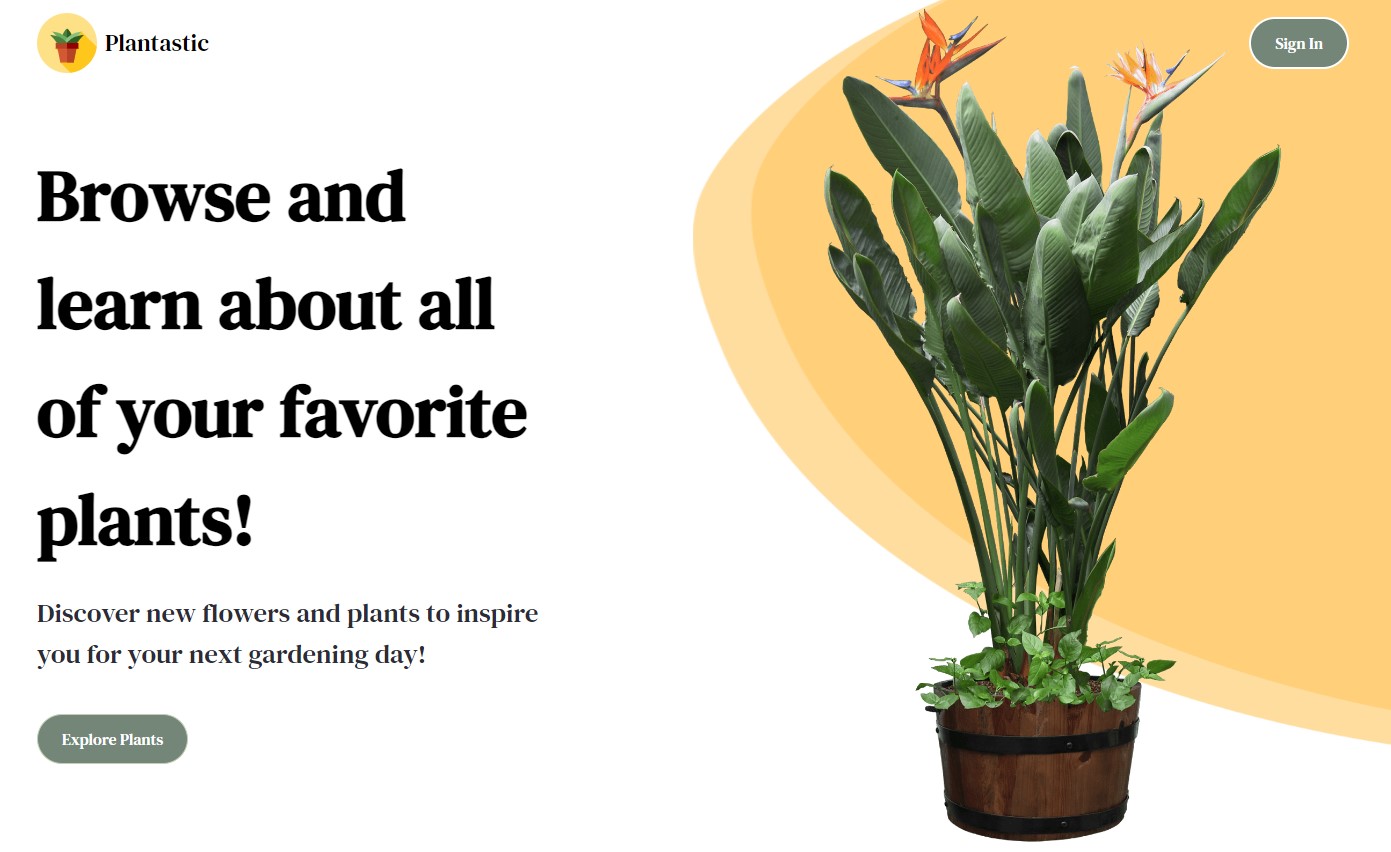 Plantastic
Sign In
Browse and
learn about all
of your favorite
plants!
Discover new flowers and plants to inspire
you for your next gardening day!
Explore Plants